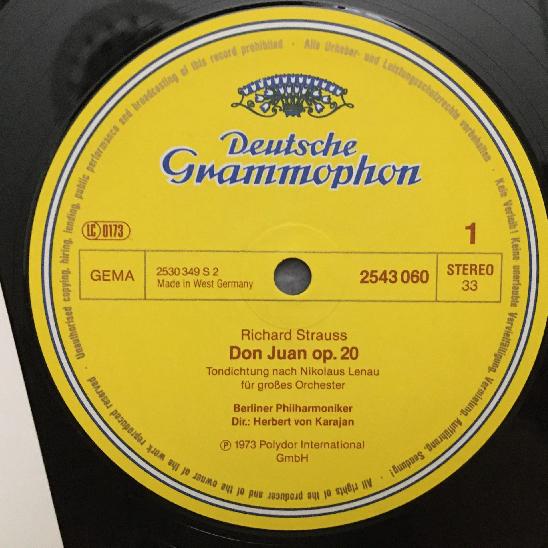 Unauthorised copying, hiring, lending, public performance and broadcasting of this record prohibited · Alle Urheber- und Leistungsschutzrechte vorbehalten · Kein Verleih! Keine unerlaubte Vervielfältigung, Vermietung, Aufführung, Sendung!
· All rights of the producer and of the owner of the work reproduced reserved ·
Deutsche
Grammophon
LC 0173
1
GEMA
2530 349 S 2
Made in West Germany
2543 060
STEREO
33
Richard Strauss
Don Juan op. 20
Tondichtung nach Nikolaus Lenau
für großes Orchester
Berliner Philharmoniker
Dir.: Herbert von Karajan
Ⓟ 1973 Polydor International
GmbH